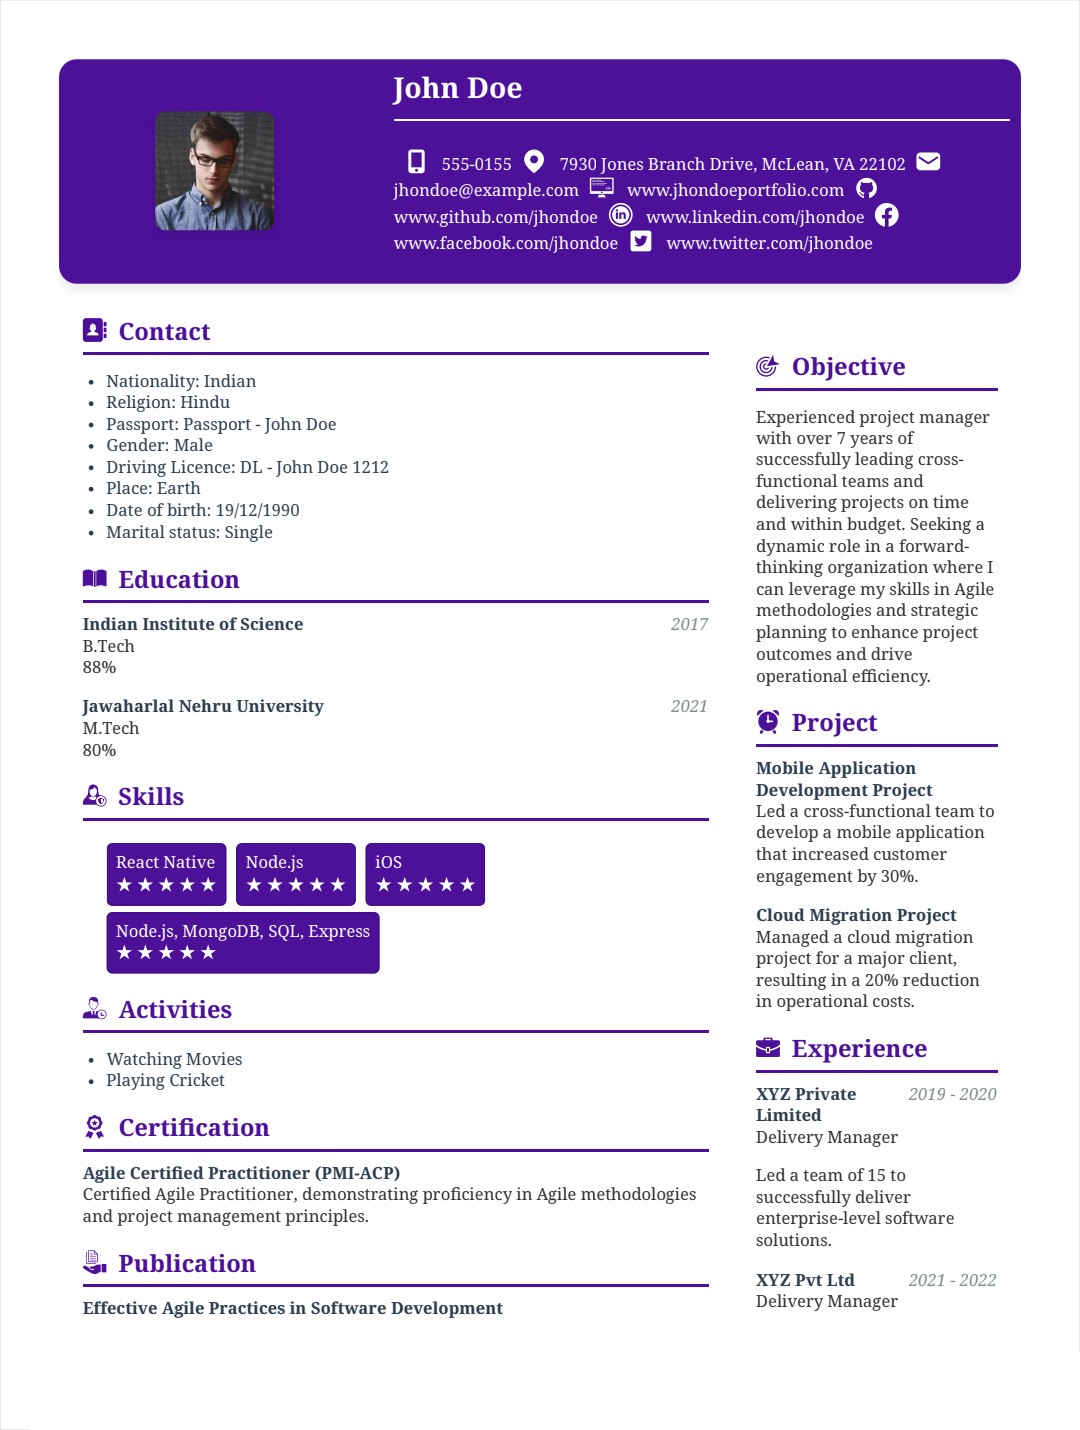 John Doe
555-0155 7930 Jones Branch Drive, McLean, VA 22102
jhondoe@example.com www.jhondoeportfolio.com
www.github.com/jhondoe www.linkedin.com/jhondoe
www.facebook.com/jhondoe www.twitter.com/jhondoe
Contact
• Nationality: Indian
• Religion: Hindu
• Passport: Passport - John Doe
• Gender: Male
• Driving Licence: DL - John Doe 1212
• Place: Earth
• Date of birth: 19/12/1990
• Marital status: Single
Education
Indian Institute of Science 2017
B.Tech
88%
Jawaharlal Nehru University 2021
M.Tech
80%
Skills
React Native Node.js iOS
★★★★★ ★★★★★ ★★★★★
Node.js, MongoDB, SQL, Express
★★★★★
Activities
• Watching Movies
• Playing Cricket
Certification
Agile Certified Practitioner (PMI-ACP)
Certified Agile Practitioner, demonstrating proficiency in Agile methodologies
and project management principles.
Publication
Effective Agile Practices in Software Development
Objective
Experienced project manager
with over 7 years of
successfully leading cross-
functional teams and
delivering projects on time
and within budget. Seeking a
dynamic role in a forward-
thinking organization where I
can leverage my skills in Agile
methodologies and strategic
planning to enhance project
outcomes and drive
operational efficiency.
Project
Mobile Application
Development Project
Led a cross-functional team to
develop a mobile application
that increased customer
engagement by 30%.
Cloud Migration Project
Managed a cloud migration
project for a major client,
resulting in a 20% reduction
in operational costs.
Experience
XYZ Private 2019 - 2020
Limited
Delivery Manager
Led a team of 15 to
successfully deliver
enterprise-level software
solutions.
XYZ Pvt Ltd 2021 - 2022
Delivery Manager